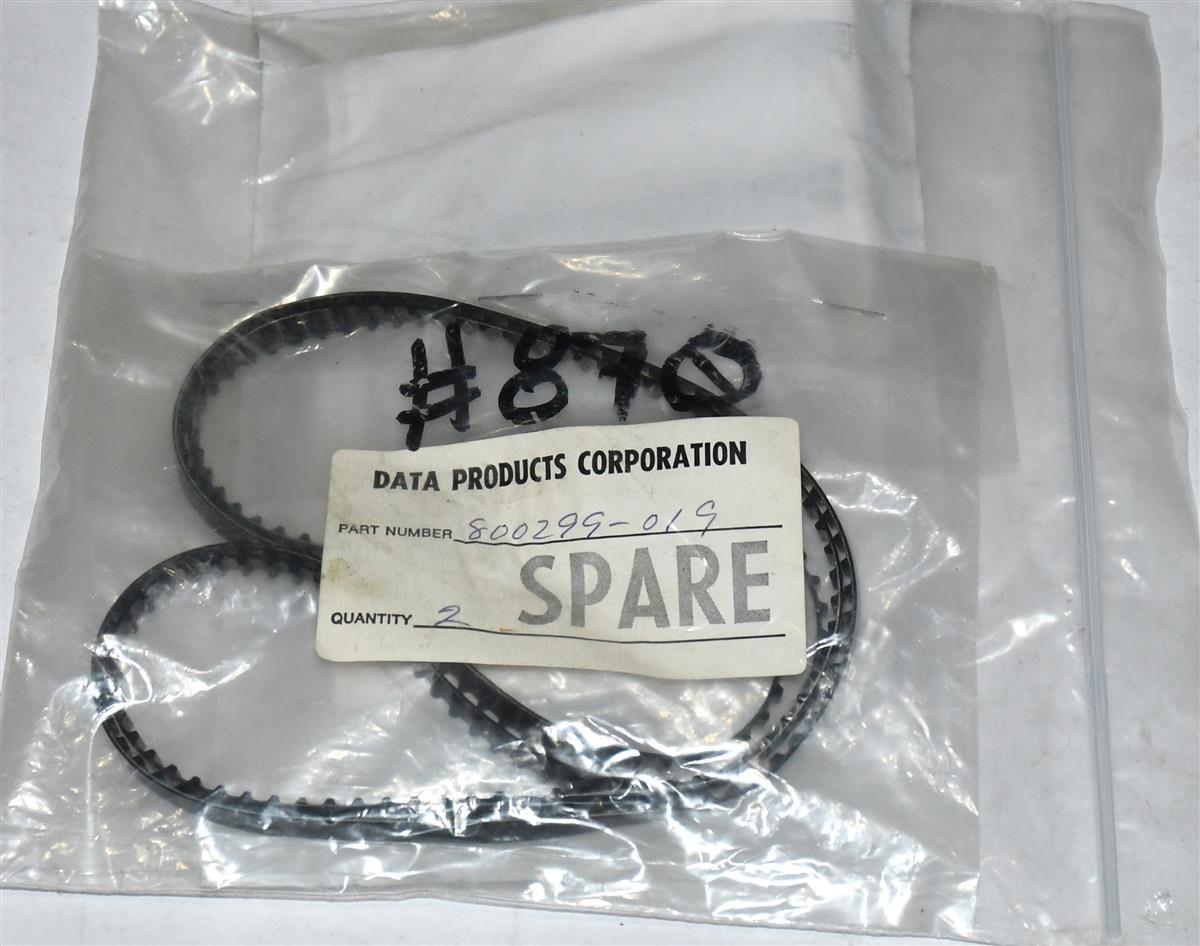 #870
DATA PRODUCTS CORPORATION
PART NUMBER 800299-019
SPARE
QUANTITY 2